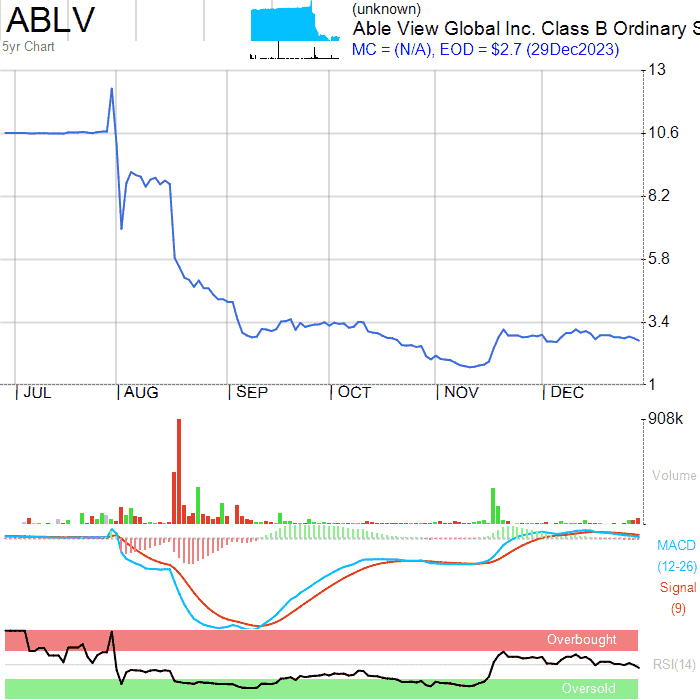 ABLV
5yr Chart
(unknown)
Able View Global Inc. Class B Ordinary S
MC = (N/A), EOD = $2.7 (29Dec2023)
13
10.6
8.2
5.8
3.4
1
JUL AUG SEP OCT NOV DEC
908k
Volume
MACD
(12-26)
Signal
(9)
Overbought
RSI(14)
Oversold